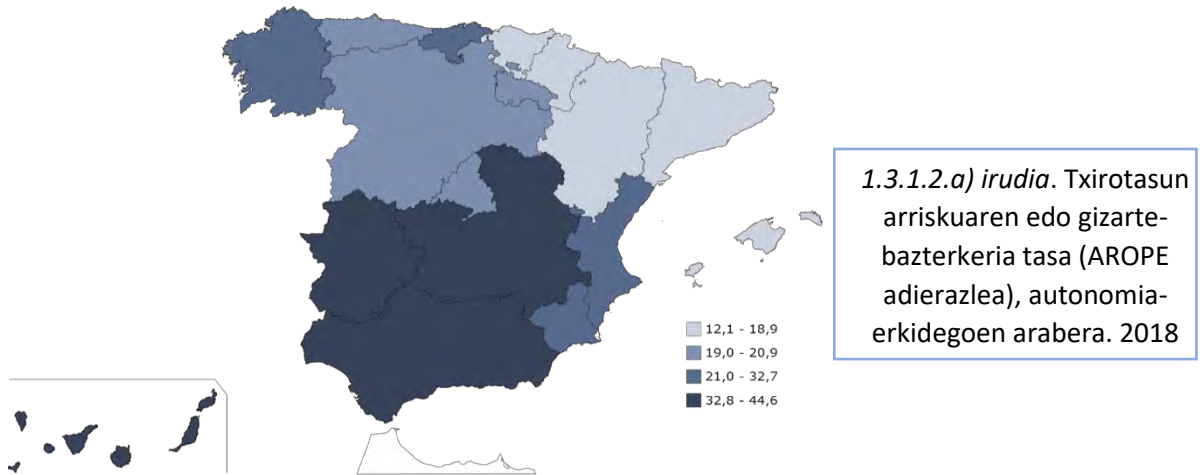 12,1 - 18,9
19,0 - 20,9
21,0 - 32,7
32,8 - 44,6
1.3.1.2.a) irudia. Txirotasun
arriskuaren edo gizarte-
bazterkeria tasa (AROPE
adierazlea), autonomia-
erkidegoen arabera. 2018